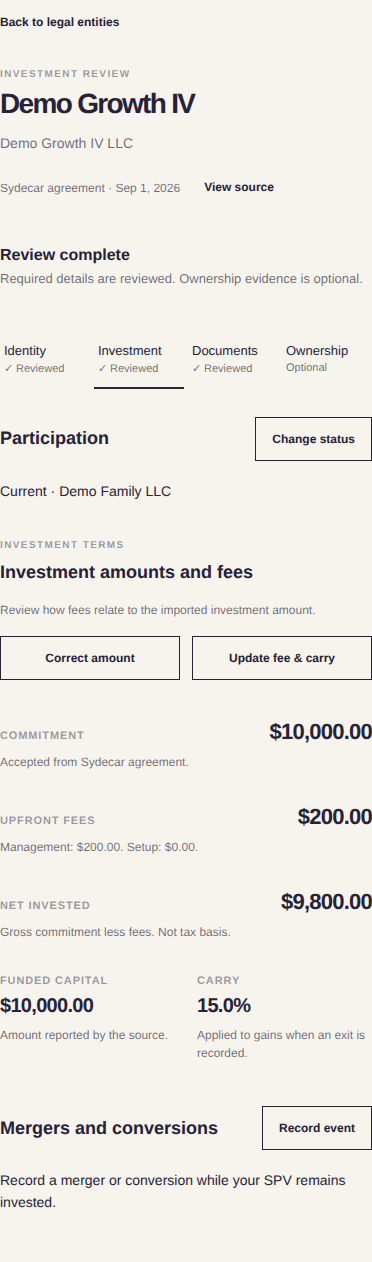 Back to legal entities
INVESTMENT REVIEW
Demo Growth IV
Demo Growth IV LLC
Sydecar agreement · Sep 1, 2026 View source
Review complete
Required details are reviewed. Ownership evidence is optional.
Identity Investment Documents Ownership
✓ Reviewed ✓ Reviewed ✓ Reviewed Optional
Participation Change status
Current · Demo Family LLC
INVESTMENT TERMS
Investment amounts and fees
Review how fees relate to the imported investment amount.
Correct amount Update fee & carry
COMMITMENT $10,000.00
Accepted from Sydecar agreement.
UPFRONT FEES $200.00
Management: $200.00. Setup: $0.00.
NET INVESTED $9,800.00
Gross commitment less fees. Not tax basis.
FUNDED CAPITAL CARRY
$10,000.00 15.0%
Amount reported by the source. Applied to gains when an exit is
recorded.
Mergers and conversions Record event
Record a merger or conversion while your SPV remains
invested.